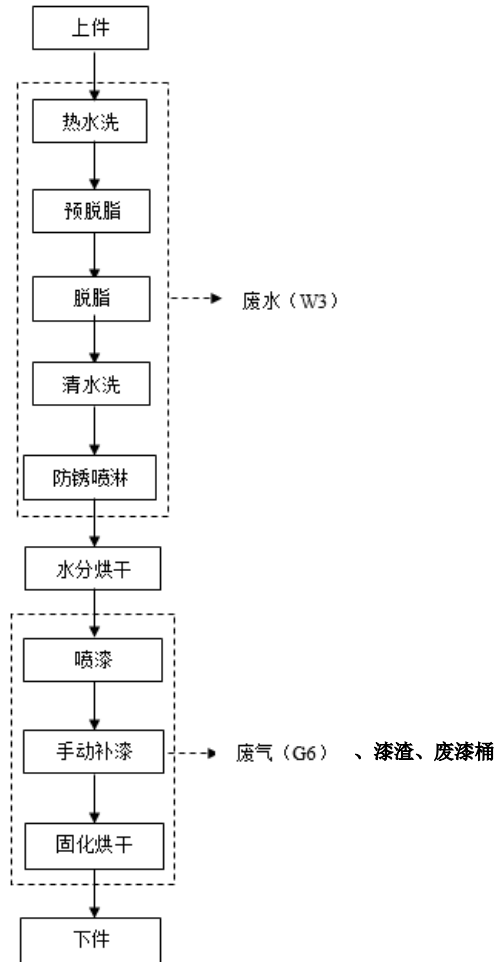 上件
热水洗
预脱脂
脱脂
废水（W3）
清水洗
防锈喷淋
水分烘干
喷漆
手动补漆
废气（G6） 、漆渣、废漆桶
固化烘干
下件